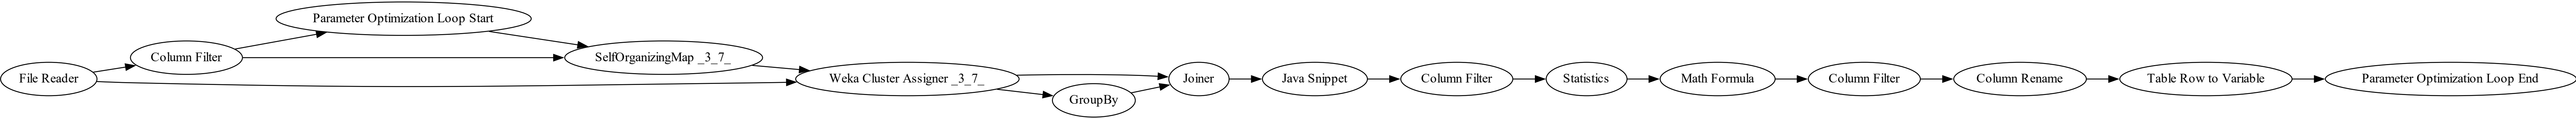 Parameter Optimization Loop Start
Column Filter
SelfOrganizingMap _3_7_
File Reader
Weka Cluster Assigner _3_7_
GroupBy
Joiner
Java Snippet
Column Filter
Statistics
Math Formula
Column Filter
Column Rename
Table Row to Variable
Parameter Optimization Loop End